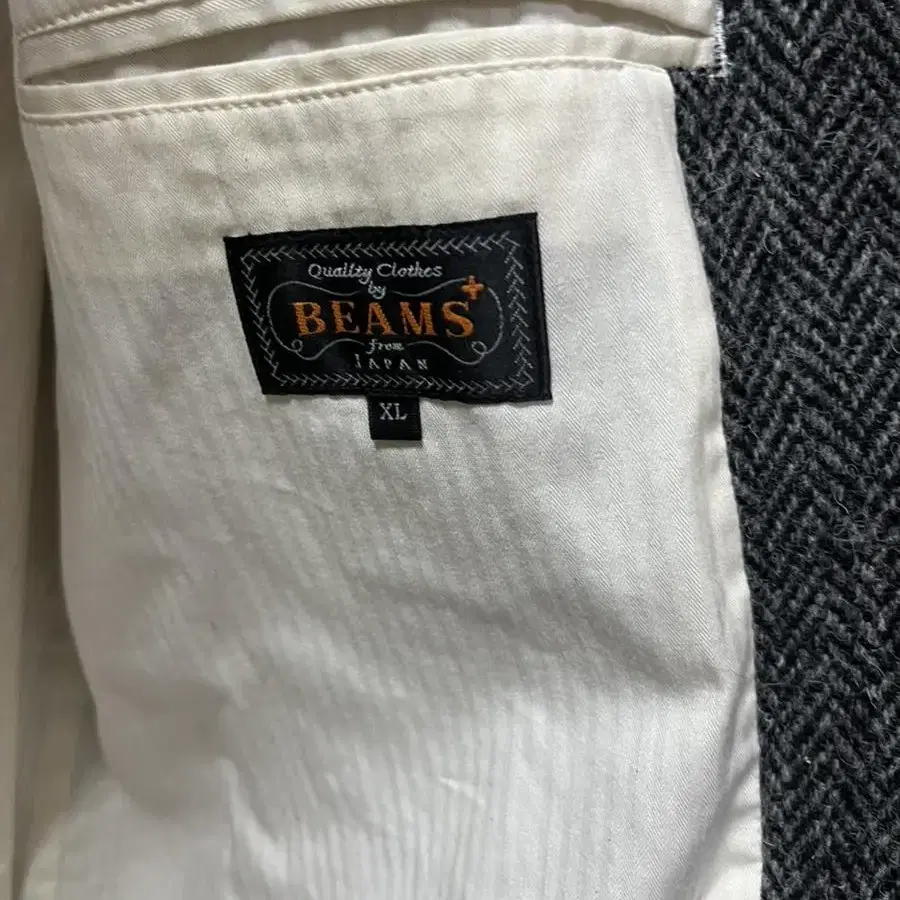 Quality Clothes
by
BEAMS+
from
JAPAN
XL